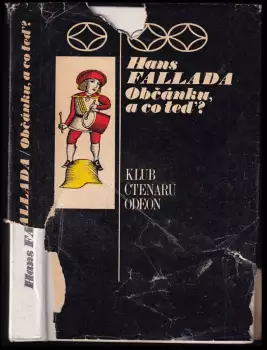 Hans FALLADA / Občánku, a co teď?
Hans
FALLADA
Občánku,
a co teď?
KLUB
ČTENÁŘŮ
ODEON